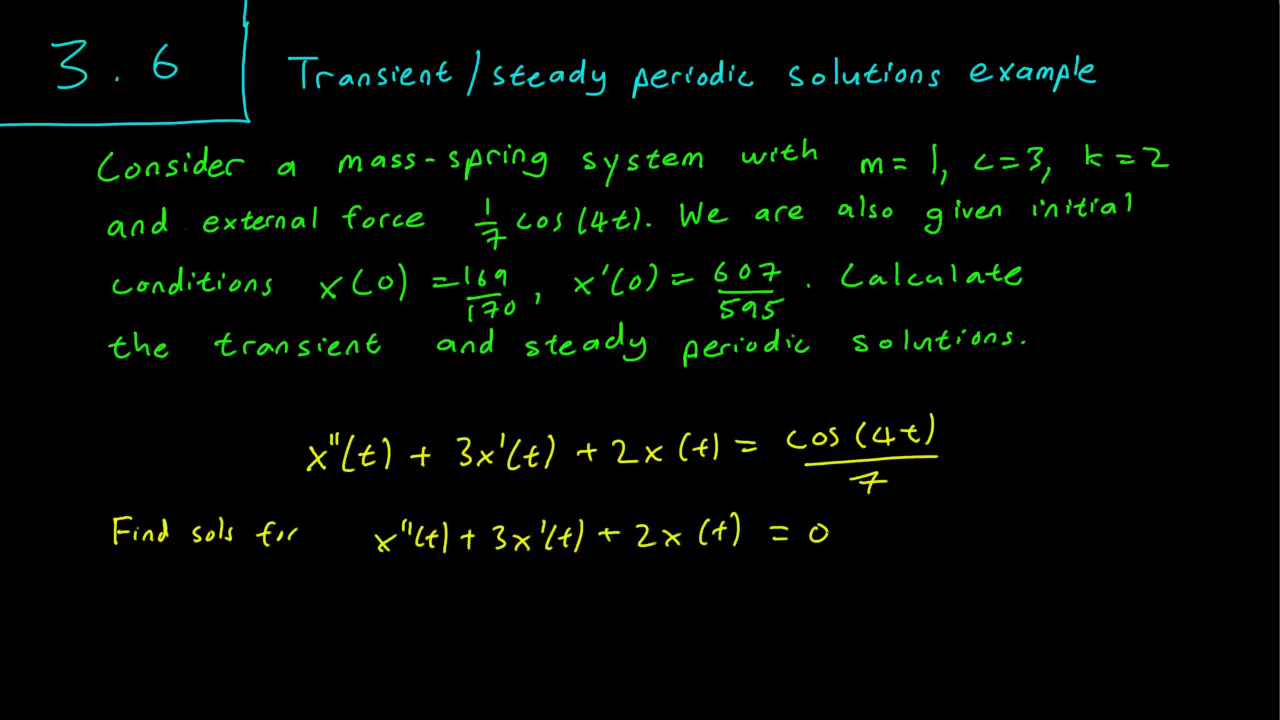 3.6 Transient/steady periodic solutions example
Consider a mass-spring system with m=1, c=3, k=2
and external force 1/7 cos(4t). We are also given initial
conditions x(0) = 169/170, x'(0) = 607/595. Calculate
the transient and steady periodic solutions.
x''(t) + 3x'(t) + 2x(t) = cos(4t)/7
Find sols for x''(t) + 3x'(t) + 2x(t) = 0